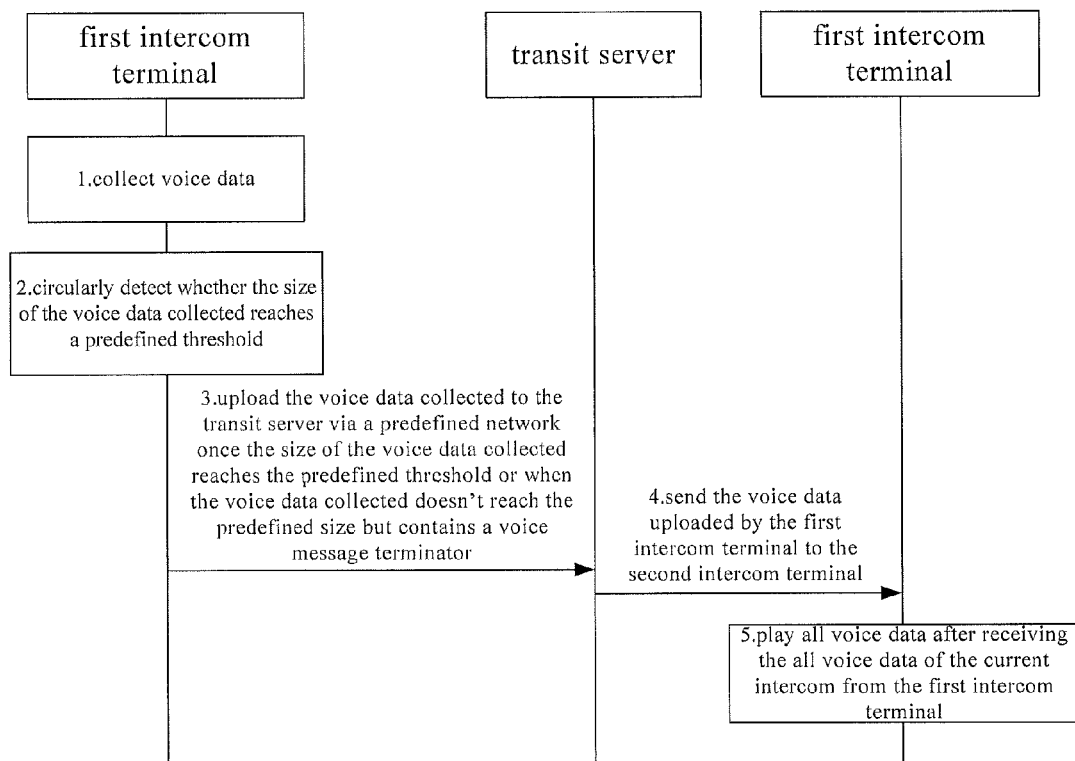 first intercom
terminal
transit server
first intercom
terminal
1.collect voice data
2.circularly detect whether the size
of the voice data collected reaches
a predefined threshold
3.upload the voice data collected to the
transit server via a predefined network
once the size of the voice data collected
reaches the predefined threshold or when
the voice data collected doesn't reach the
predefined size but contains a voice
message terminator
4.send the voice data
uploaded by the first
intercom terminal to the
second intercom terminal
5.play all voice data after receiving
the all voice data of the current
intercom from the first intercom
terminal